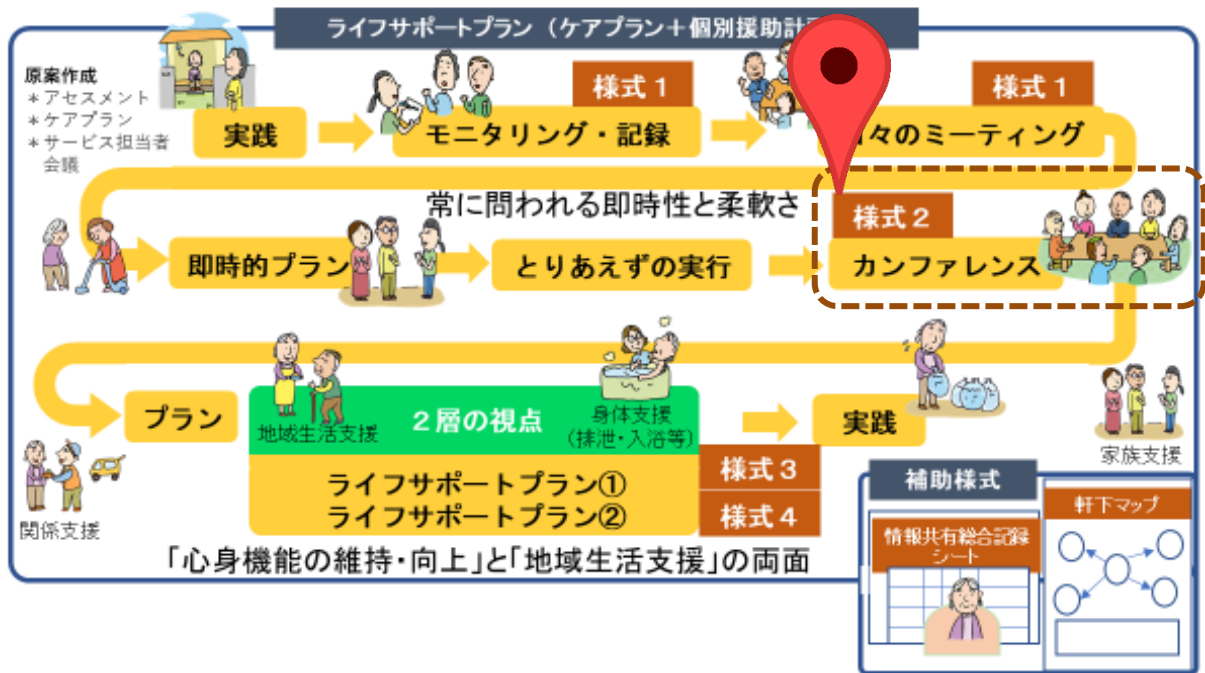 ライフサポートプラン（ケアプラン＋個別援助計
原案作成
＊アセスメント
＊ケアプラン
＊サービス担当者
会議
実践
様式１
モニタリング・記録
様式１
々のミーティング
常に問われる即時性と柔軟さ
即時的プラン
とりあえずの実行
様式２
カンファレンス
プラン
地域生活支援
２層の視点
身体支援
（排泄・入浴等）
ライフサポートプラン①
ライフサポートプラン②
様式３
様式４
実践
家族支援
関係支援
「心身機能の維持・向上」と「地域生活支援」の両面
補助様式
情報共有総合記録
シート
軒下マップ